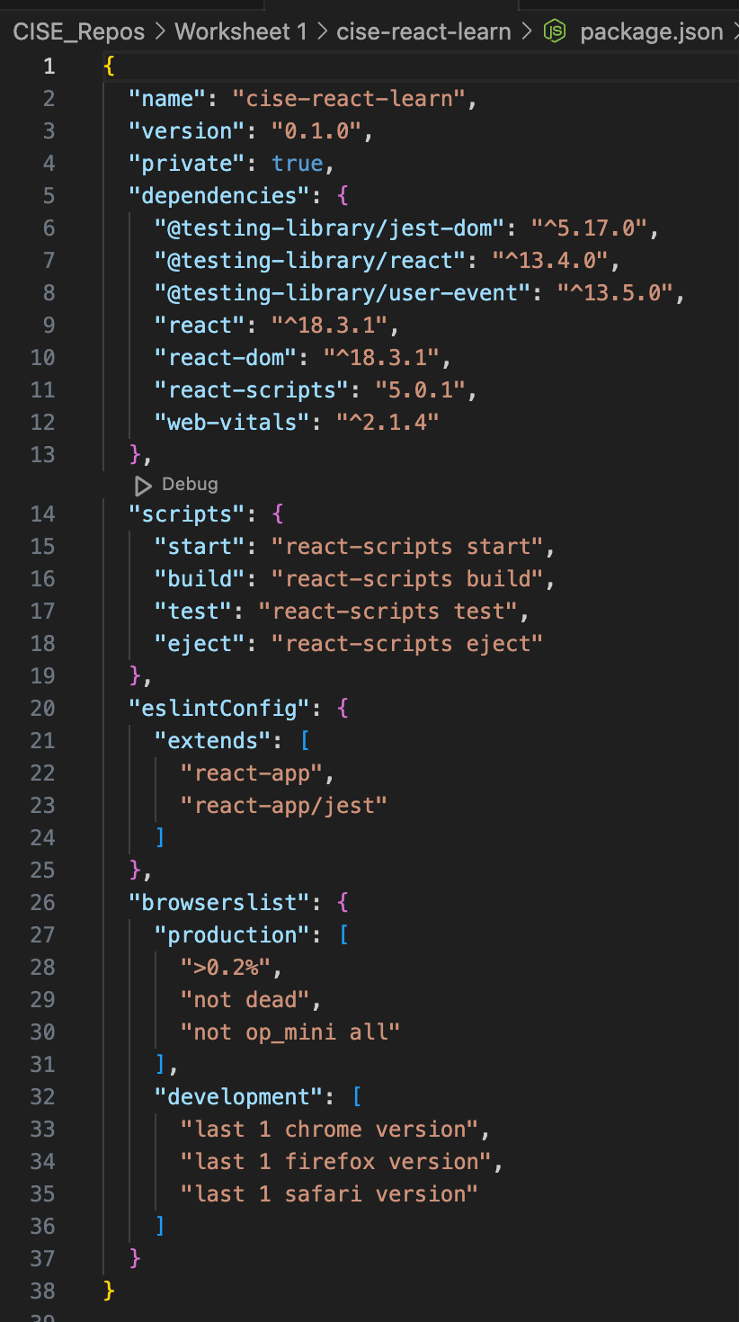 CISE_Repos > Worksheet 1 > cise-react-learn > JS package.json >
1 {
2 "name": "cise-react-learn",
3 "version": "0.1.0",
4 "private": true,
5 "dependencies": {
6 "@testing-library/jest-dom": "^5.17.0",
7 "@testing-library/react": "^13.4.0",
8 "@testing-library/user-event": "^13.5.0",
9 "react": "^18.3.1",
10 "react-dom": "^18.3.1",
11 "react-scripts": "5.0.1",
12 "web-vitals": "^2.1.4"
13 },
Debug
14 "scripts": {
15 "start": "react-scripts start",
16 "build": "react-scripts build",
17 "test": "react-scripts test",
18 "eject": "react-scripts eject"
19 },
20 "eslintConfig": {
21 "extends": [
22 "react-app",
23 "react-app/jest"
24 ]
25 },
26 "browserslist": {
27 "production": [
28 ">0.2%",
29 "not dead",
30 "not op_mini all"
31 ],
32 "development": [
33 "last 1 chrome version",
34 "last 1 firefox version",
35 "last 1 safari version"
36 ]
37 }
38 }
39